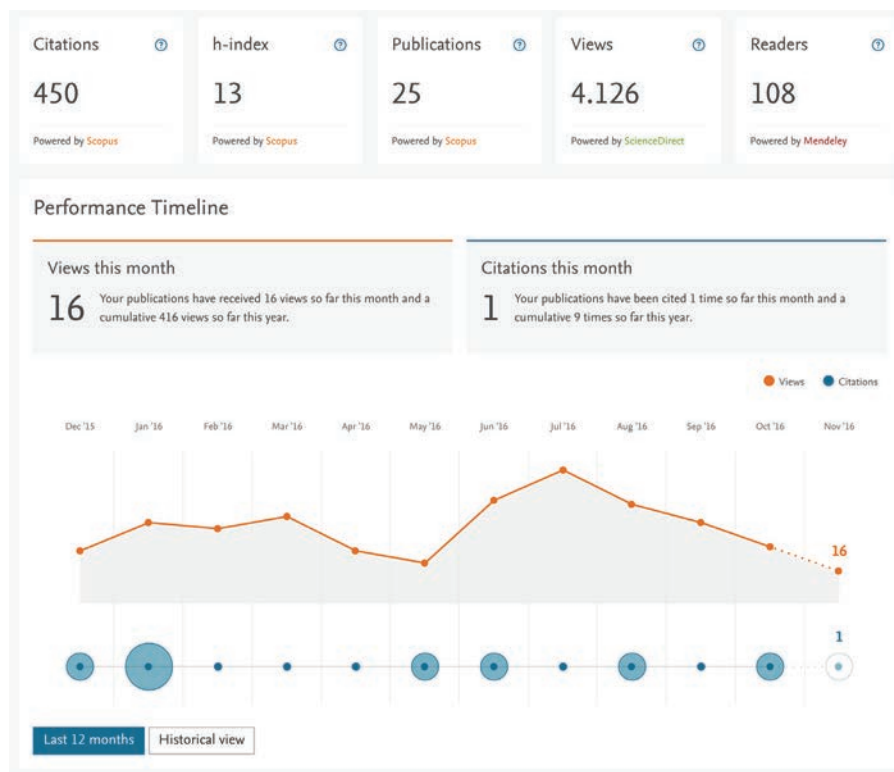 Citations
h-index
Publications
Views
Readers
450
13
25
4.126
108
Powered by Scopus
Powered by Scopus
Powered by Scopus
Powered by ScienceDirect
Powered by Mendeley
Performance Timeline
Views this month
16
Your publications have received 16 views so far this month and a
cumulative 416 views so far this year.
Citations this month
1
Your publications have been cited 1 time so far this month and a
cumulative 9 times so far this year.
Views
Citations
Dec '15
Jan '16
Feb '16
Mar '16
Apr '16
May '16
Jun '16
Jul '16
Aug '16
Sep '16
Oct '16
Nov '16
16
1
Last 12 months
Historical view